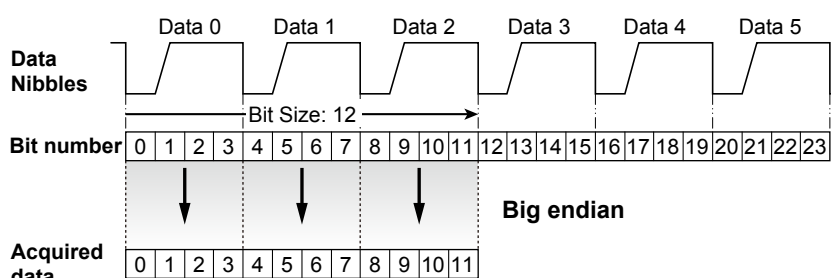 Data 0 Data 1 Data 2 Data 3 Data 4 Data 5
Data
Nibbles
Bit Size: 12
Bit number 0 1 2 3 4 5 6 7 8 9 10 11 12 13 14 15 16 17 18 19 20 21 22 23
Big endian
Acquired
data 0 1 2 3 4 5 6 7 8 9 10 11